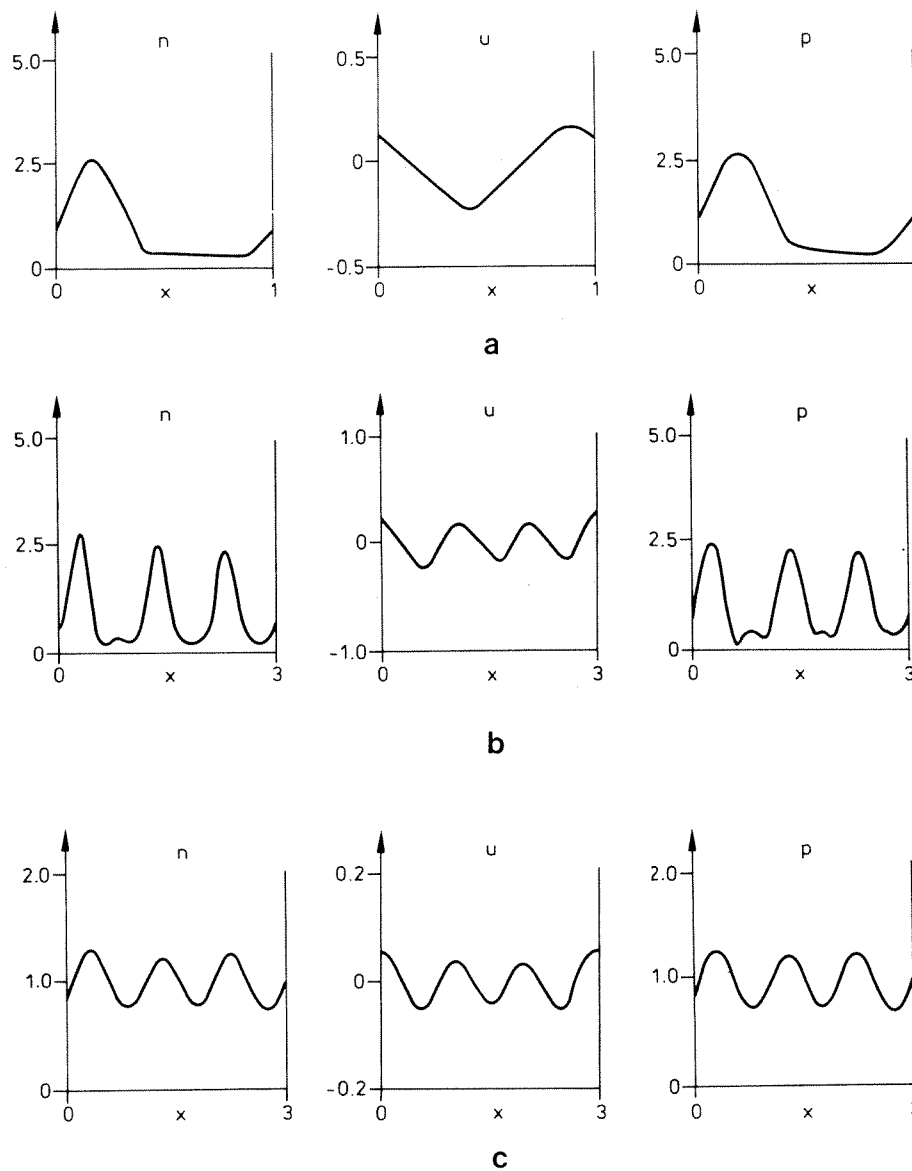 n u p
5.0 0.5 5.0
2.5 0 2.5
0 -0.5 0
0 x 1 0 x 1 0 x
a
n u p
5.0 1.0 5.0
2.5 0 2.5
0 -1.0 0
0 x 3 0 x 3 0 x 3
b
n u p
2.0 0.2 2.0
1.0 0 1.0
0 -0.2 0
0 x 3 0 x 3 0 x 3
c